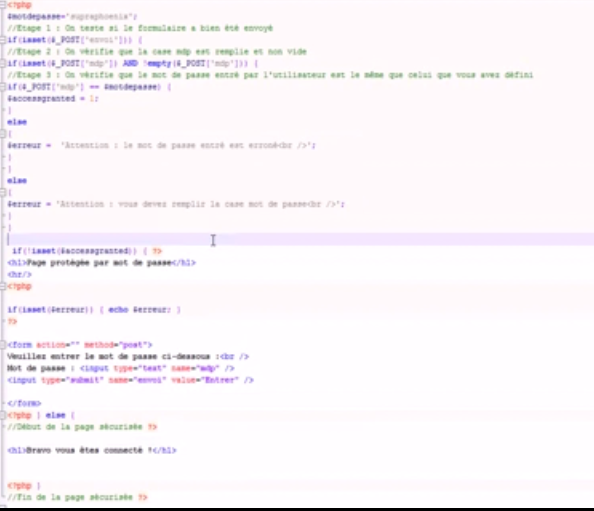 <?php
$motdepasse="supraphoenix";
//Etape 1 : On teste si le formulaire a bien été envoyé
if(isset($_POST['envoi'])) {
//Etape 2 : On vérifie que la case mdp est remplie et non vide
if(isset($_POST['mdp']) AND !empty($_POST['mdp'])) {
//Etape 3 : On vérifie que le mot de passe entré par l'utilisateur est le même que celui que vous avez défini
if($_POST['mdp'] == $motdepasse) {
$accessgranted = 1;
}
else
{
$erreur = 'Attention : le mot de passe entré est erroné<br />';
}
}
else
{
$erreur = 'Attention : vous devez remplir la case mot de passe<br />';
}
}
if(!isset($accessgranted)) { ?>
<h1>Page protégée par mot de passe</h1>
<hr/>
<?php
if(isset($erreur)) { echo $erreur; }
?>
<form action="" method="post">
Veuillez entrer le mot de passe ci-dessous :<br />
Mot de passe : <input type="text" name="mdp" />
<input type="submit" name="envoi" value="Entrer" />
</form>
<?php } else {
//Début de la page sécurisée ?>
<h1>Bravo vous êtes connecté !</h1>
<?php }
//Fin de la page sécurisée ?>